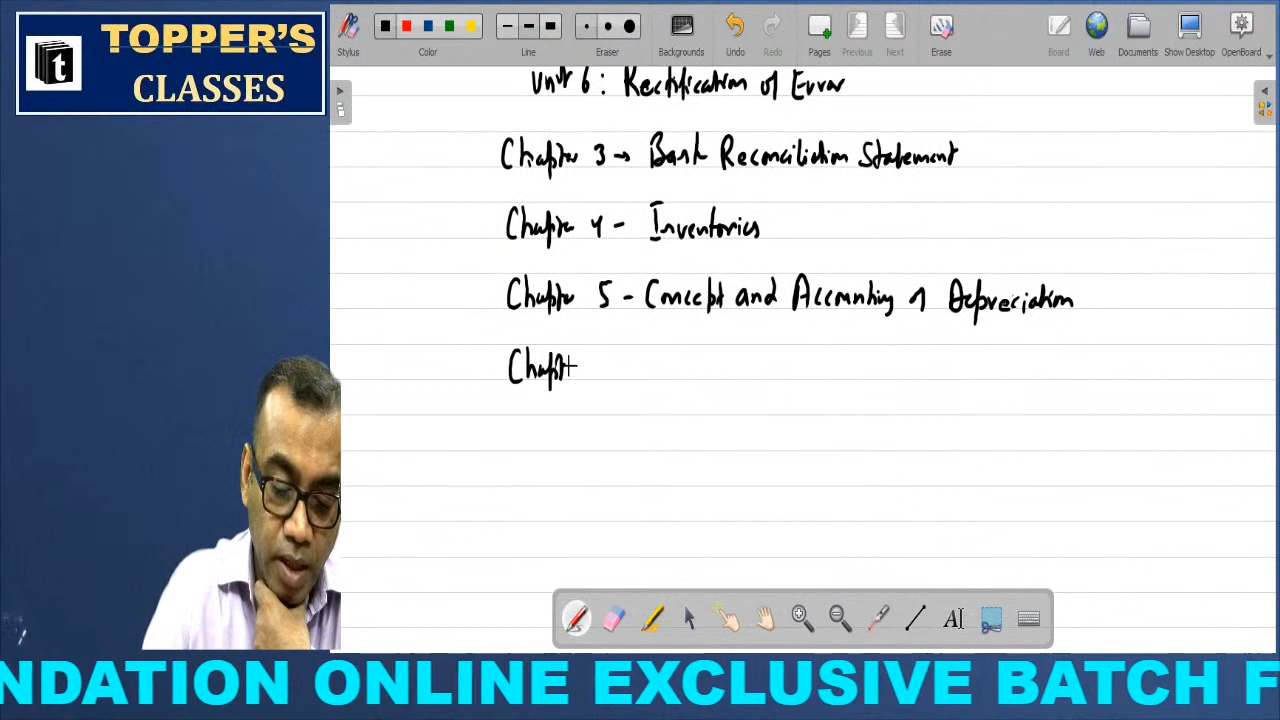 TOPPER'S
CLASSES
t
Stylus
Color
Line
Eraser
Backgrounds
Undo
Redo
Pages
Previous
Next
Erase
Board
Web
Documents
Show Desktop
OpenBoard
Unit 6 : Rectification of Error
Chapter 3 → Bank Reconciliation Statement
Chapter 4 - Inventories
Chapter 5 - Concept and Accounting of Depreciation
Chapt
A
NDATION ONLINE EXCLUSIVE BATCH F